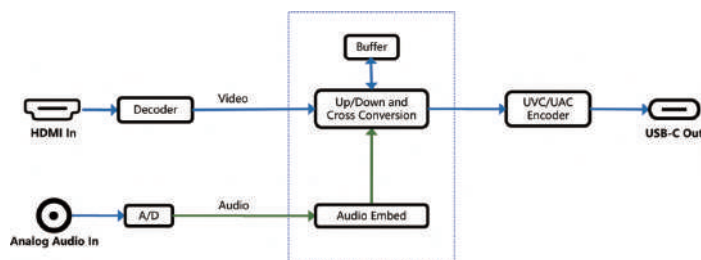 Buffer
HDMI In
Decoder
Video
Up/Down and
Cross Conversion
UVC/UAC
Encoder
USB-C Out
Analog Audio In
A/D
Audio
Audio Embed